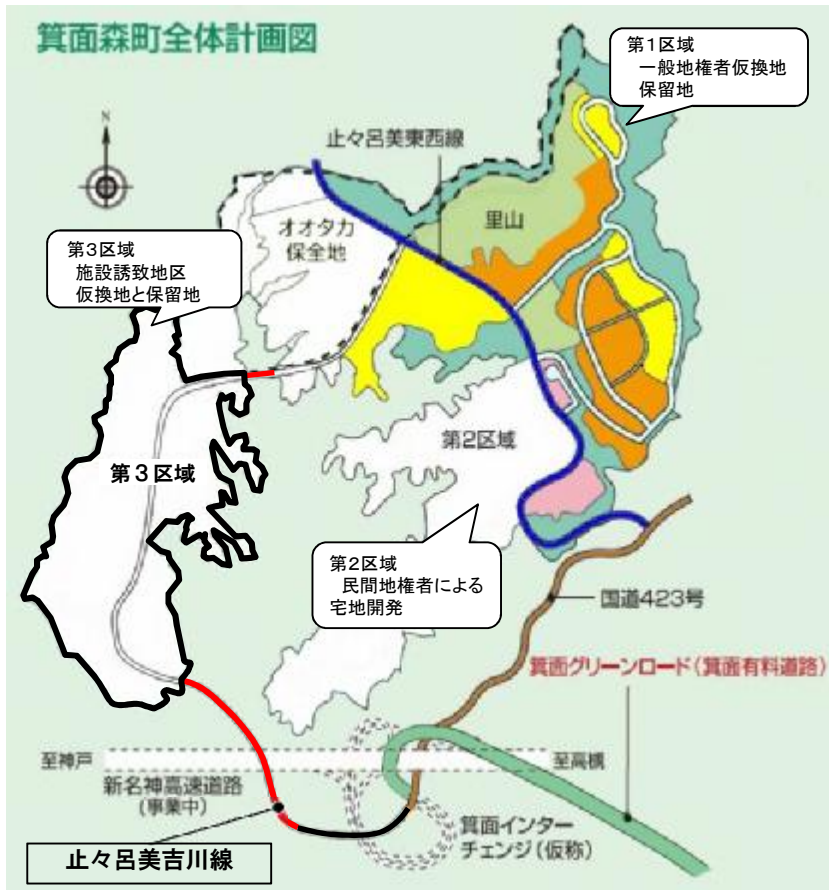 箕面森町全体計画図
第1区域
一般地権者仮換地
保留地
N
止々呂美東西線
里山
オオタカ
保全地
第3区域
施設誘致地区
仮換地と保留地
第2区域
第3区域
第2区域
民間地権者による
宅地開発
国道423号
箕面グリーンロード(箕面有料道路)
至神戸
至高槻
新名神高速道路
(事業中)
箕面インター
チェンジ(仮称)
止々呂美吉川線